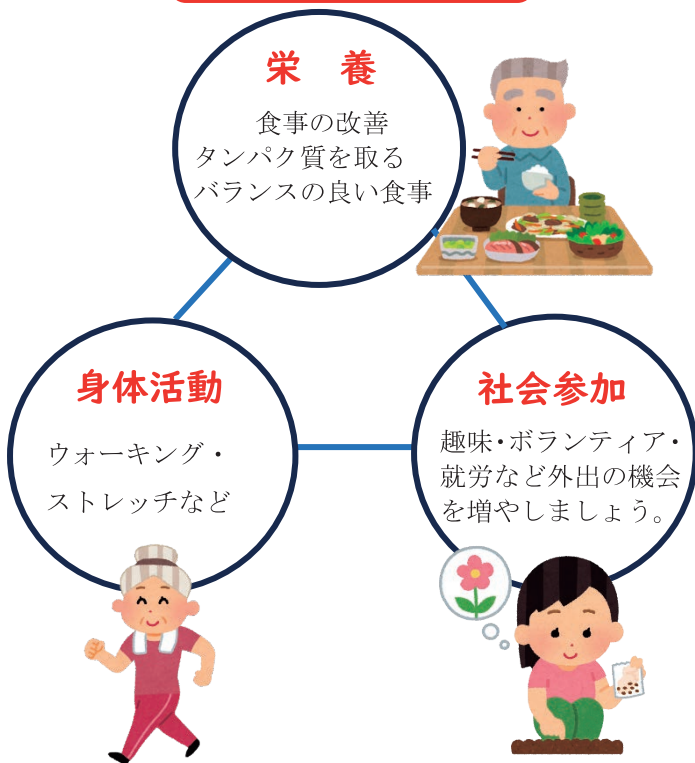 栄 養
食事の改善
タンパク質を取る
バランスの良い食事
身体活動
ウォーキング・
ストレッチなど
社会参加
趣味・ボランティア・
就労など外出の機会
を増やしましょう。